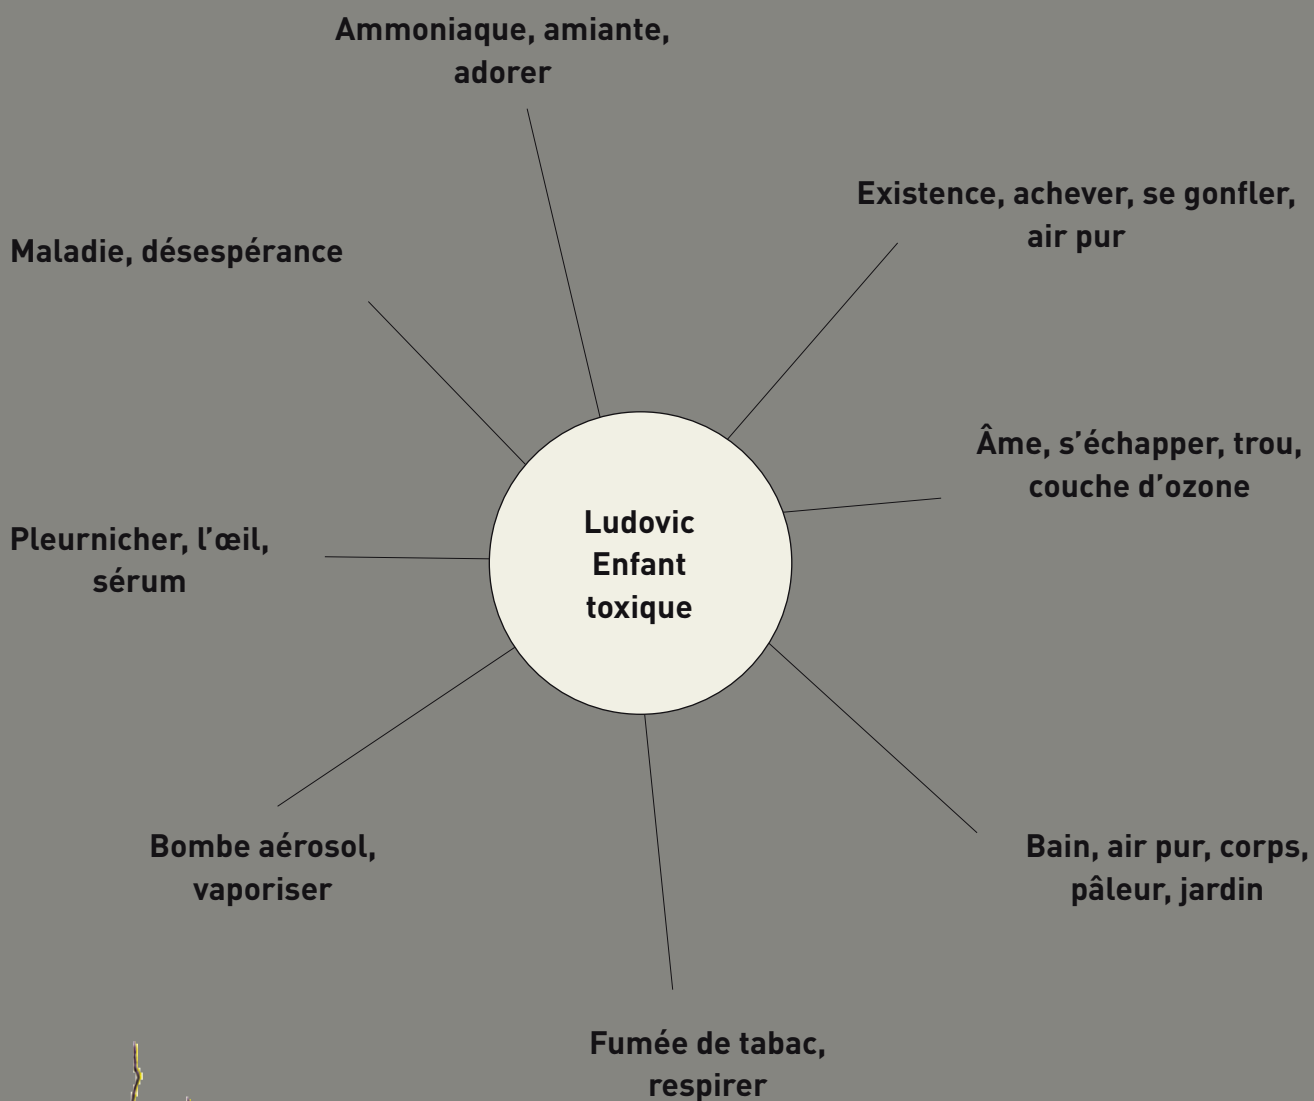 Ammoniaque, amiante,
adorer
Existence, achever, se gonfler,
air pur
Maladie, désespérance
Âme, s’échapper, trou,
couche d’ozone
Ludovic
Enfant
toxique
Pleurnicher, l’œil,
sérum
Bombe aérosol,
vaporiser
Bain, air pur, corps,
pâleur, jardin
Fumée de tabac,
respirer